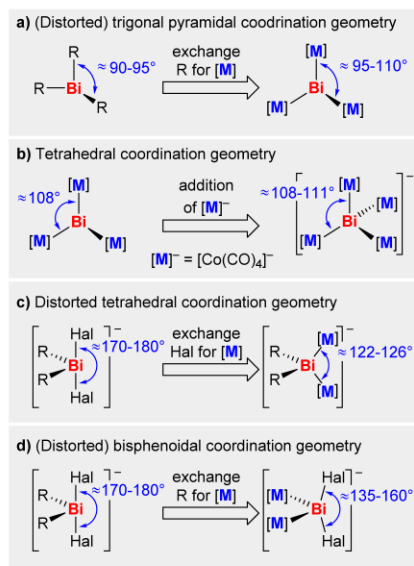 a) (Distorted) trigonal pyramidal coodrination geometry
R
R Bi R
≈ 90-95°
exchange
R for [M]
[M]
[M] Bi [M]
≈ 95-110°
b) Tetrahedral coordination geometry
[M]
≈ 108°
[M] Bi [M]
addition
of [M]⁻
[M]⁻ = [Co(CO)₄]⁻
≈108-111°
[M] –
[M]
Bi
[M] [M]
c) Distorted tetrahedral coordination geometry
Hal –
R
R Bi
Hal
≈170-180°
exchange
Hal for [M]
[M] –
R
R Bi
[M]
≈ 122-126°
d) (Distorted) bisphenoidal coordination geometry
Hal –
R
R Bi
Hal
≈170-180°
exchange
R for [M]
Hal –
[M]
[M] Bi
Hal
≈135-160°